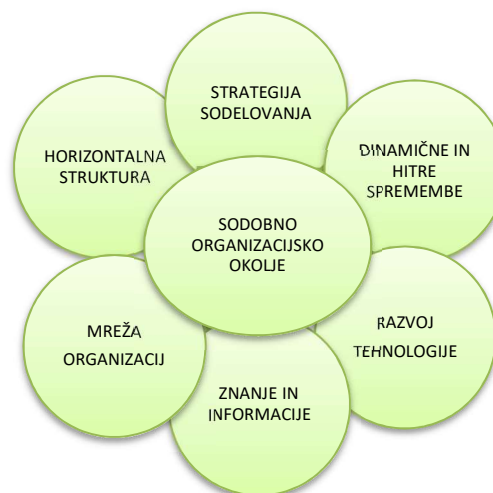 STRATEGIJA
SODELOVANJA
DINAMIČNE IN
HITRE
SPREMEMBE
RAZVOJ
TEHNOLOGIJE
ZNANJE IN
INFORMACIJE
MREŽA
ORGANIZACIJ
HORIZONTALNA
STRUKTURA
SODOBNO
ORGANIZACIJSKO
OKOLJE